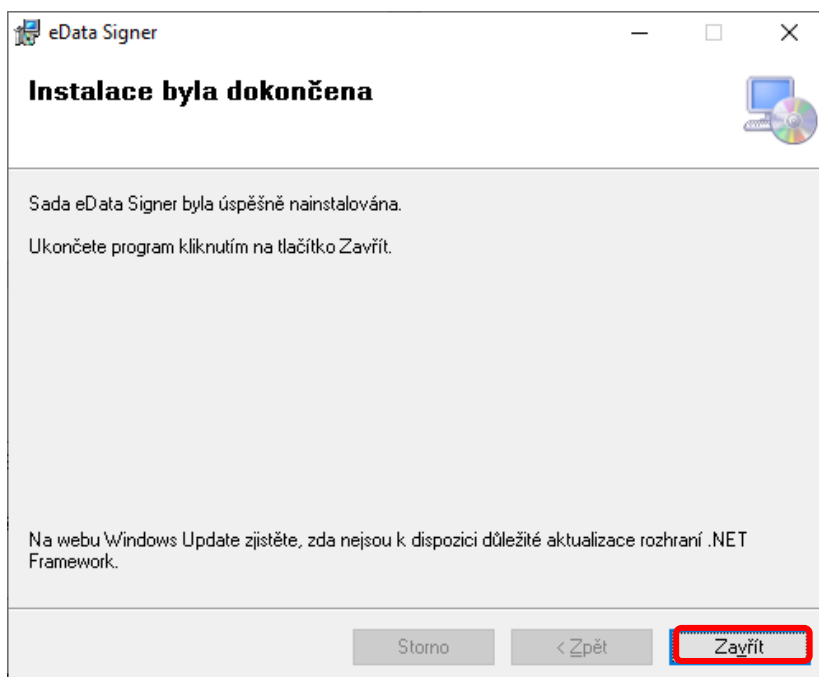 eData Signer
Instalace byla dokončena
Sada eData Signer byla úspěšně nainstalována.
Ukončete program kliknutím na tlačítko Zavřít.
Na webu Windows Update zjistěte, zda nejsou k dispozici důležité aktualizace rozhraní .NET
Framework.
Storno
< Zpět
Zavřít